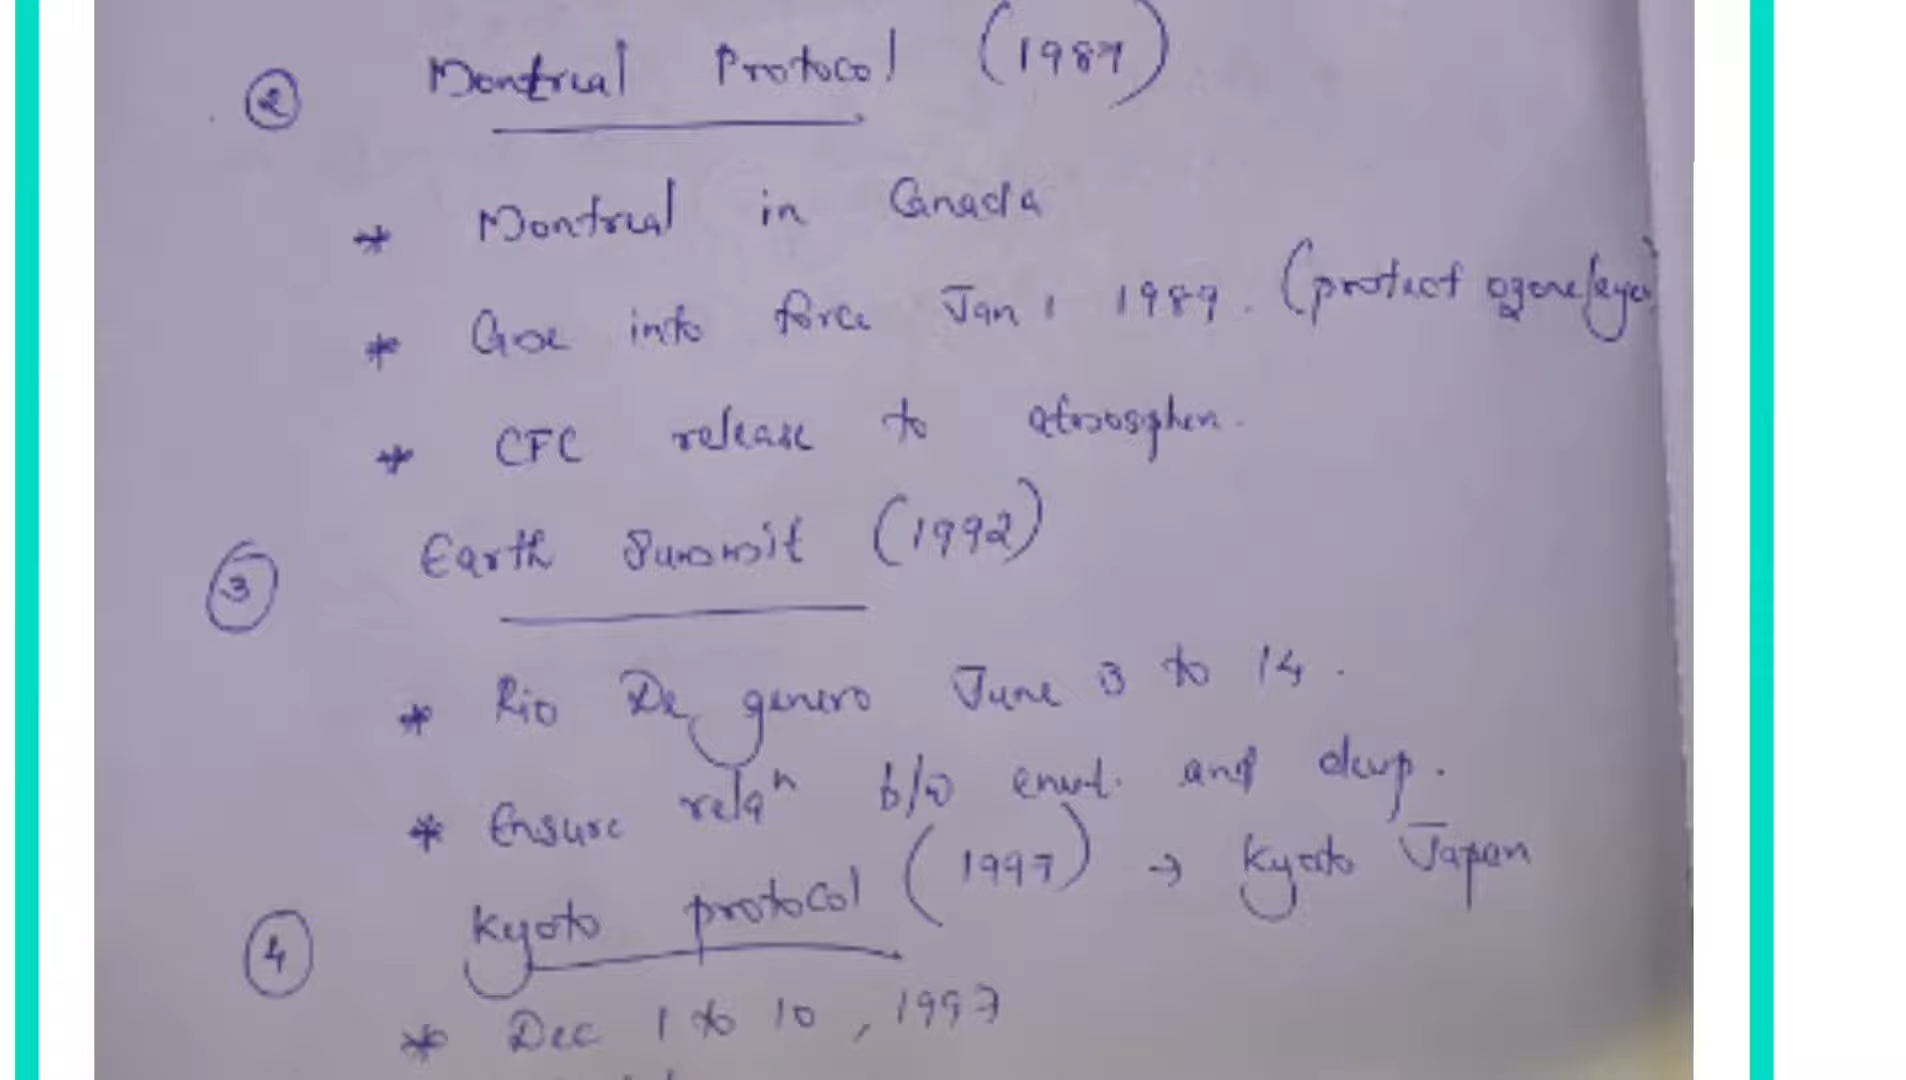 ② Montreal Protocol (1987)
* Montreal in Canada
* Goe into force Jan 1 1989. (protect ozone layer)
* CFC release to atmospher.
③ Earth Summit (1992)
* Rio De genero June 3 to 14.
* Ensure relaⁿ b/w envt. and devp.
④ Kyoto protocol (1997) → Kyoto Japan
* Dec 1 to 10, 1997